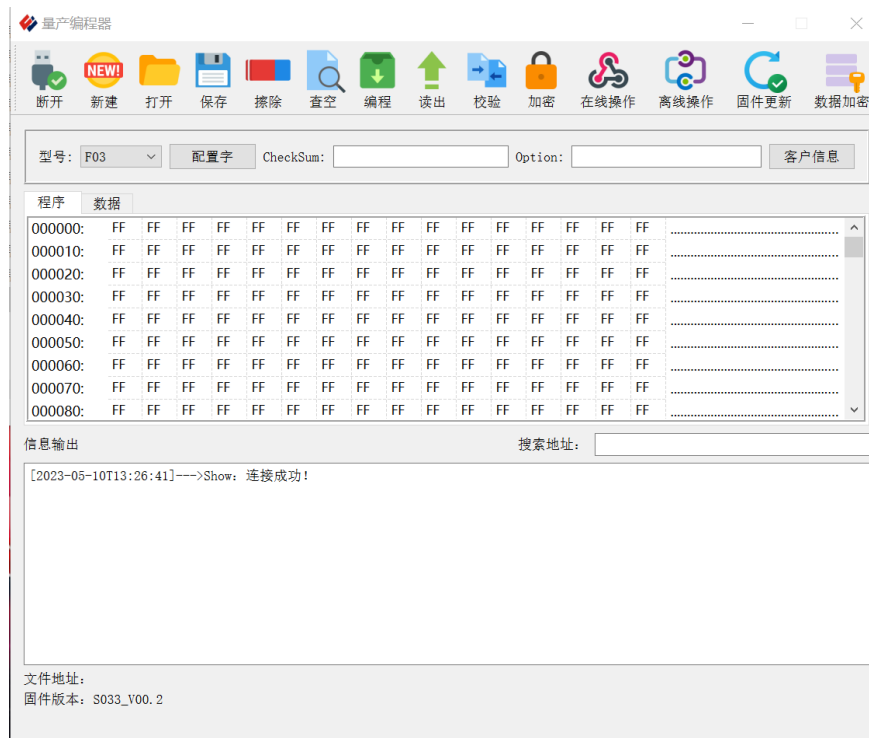 量产编程器
NEW!
断开 新建 打开 保存 擦除 查空 编程 读出 校验 加密 在线操作 离线操作 固件更新 数据加密
型号: F03 配置字 CheckSum: Option: 客户信息
程序 数据
000000: FF FF FF FF FF FF FF FF FF FF FF FF FF FF FF FF ................................................
000010: FF FF FF FF FF FF FF FF FF FF FF FF FF FF FF FF ................................................
000020: FF FF FF FF FF FF FF FF FF FF FF FF FF FF FF FF ................................................
000030: FF FF FF FF FF FF FF FF FF FF FF FF FF FF FF FF ................................................
000040: FF FF FF FF FF FF FF FF FF FF FF FF FF FF FF FF ................................................
000050: FF FF FF FF FF FF FF FF FF FF FF FF FF FF FF FF ................................................
000060: FF FF FF FF FF FF FF FF FF FF FF FF FF FF FF FF ................................................
000070: FF FF FF FF FF FF FF FF FF FF FF FF FF FF FF FF ................................................
000080: FF FF FF FF FF FF FF FF FF FF FF FF FF FF FF FF ................................................
信息输出 搜索地址:
[2023-05-10T13:26:41]--->Show: 连接成功!
文件地址:
固件版本: S033_V00.2